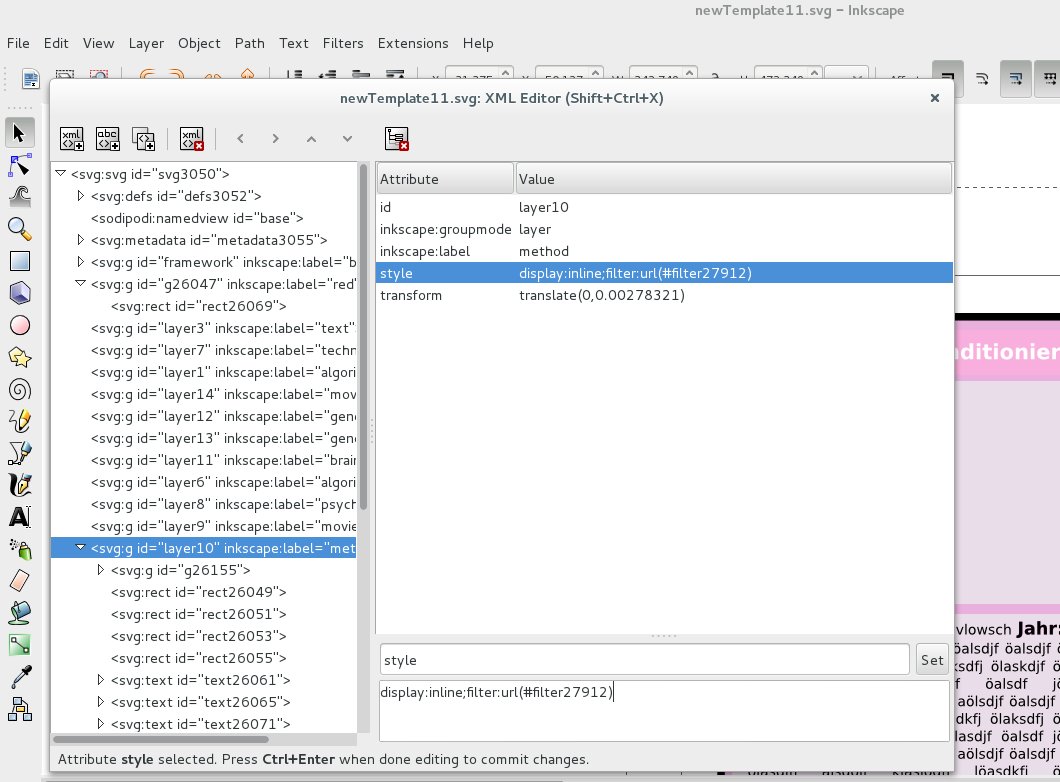 newTemplate11.svg - Inkscape
File Edit View Layer Object Path Text Filters Extensions Help
newTemplate11.svg: XML Editor (Shift+Ctrl+X)
<svg:svg id="svg3050">
<svg:defs id="defs3052">
<sodipodi:namedview id="base">
<svg:metadata id="metadata3055">
<svg:g id="framework" inkscape:label="b
<svg:g id="g26047" inkscape:label="red"
<svg:rect id="rect26069">
<svg:g id="layer3" inkscape:label="text"
<svg:g id="layer7" inkscape:label="techn
<svg:g id="layer1" inkscape:label="algori
<svg:g id="layer14" inkscape:label="mov
<svg:g id="layer12" inkscape:label="gene
<svg:g id="layer13" inkscape:label="gene
<svg:g id="layer11" inkscape:label="brain
<svg:g id="layer6" inkscape:label="algori
<svg:g id="layer8" inkscape:label="psych
<svg:g id="layer9" inkscape:label="movie
<svg:g id="layer10" inkscape:label="met
<svg:g id="g26155">
<svg:rect id="rect26049">
<svg:rect id="rect26051">
<svg:rect id="rect26053">
<svg:rect id="rect26055">
<svg:text id="text26061">
<svg:text id="text26065">
<svg:text id="text26071">
Attribute Value
id layer10
inkscape:groupmode layer
inkscape:label method
style display:inline;filter:url(#filter27912)
transform translate(0,0.00278321)
style Set
display:inline;filter:url(#filter27912)
Attribute style selected. Press Ctrl+Enter when done editing to commit changes.
nditionier
vlowsch Jahr:
öalsdjf öalsdjf
ksdfj ölaskdjf
f öalsdf
aölsdjf öalsdjf
dkfj ölaksdfj
lasdjf öalsdf
aölsdjf öalsdjf
löasdkfj